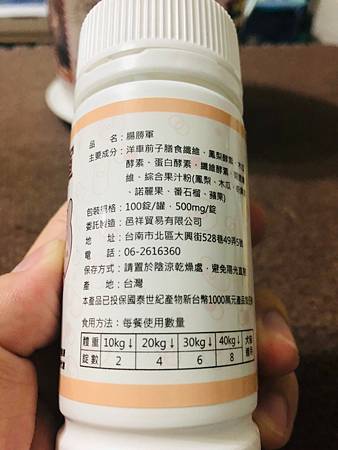 品　　名：腸勝軍
主要成分：洋車前子膳食纖維、鳳梨酵素、木瓜
酵素、蛋白酵素、纖維酵素、
維、綜合果汁粉(鳳梨、木瓜、
、諾麗果、番石榴、蘋果)
包裝規格：100錠/罐，500mg/錠
委託製造：邑祥貿易有限公司
地　　址：台南市北區大興街528巷49弄5號
電　　話：06-2616360
保存方式：請置於陰涼乾燥處，避免陽光直射
產　　地：台灣
本產品已投保國泰世紀產物新台幣1000萬元產品責任險
食用方法：每餐使用數量
體重 10kg↓ 20kg↓ 30kg↓ 40kg↓ 犬貓
錠數 2 4 6 8 適用